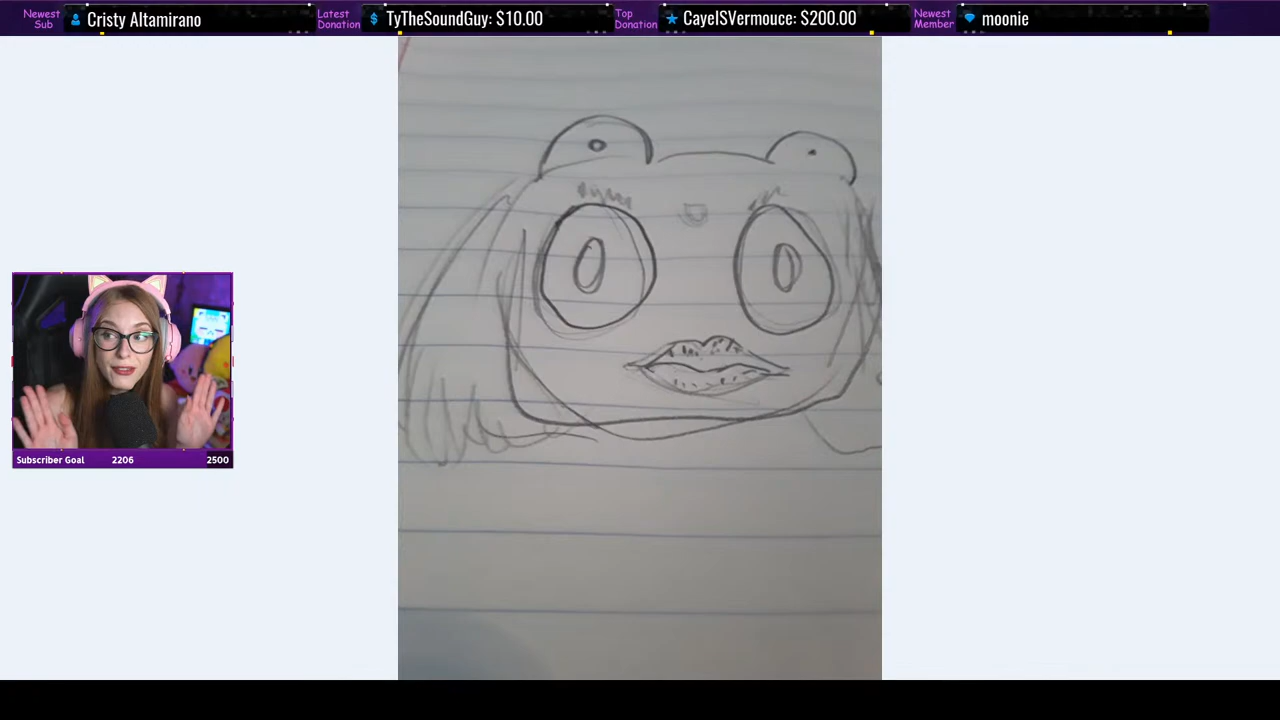 Newest
Sub
Cristy Altamirano
Latest
Donation
TyTheSoundGuy: $10.00
Top
Donation
CayeISVermouce: $200.00
Newest
Member
moonie
Subscriber Goal 2206 2500